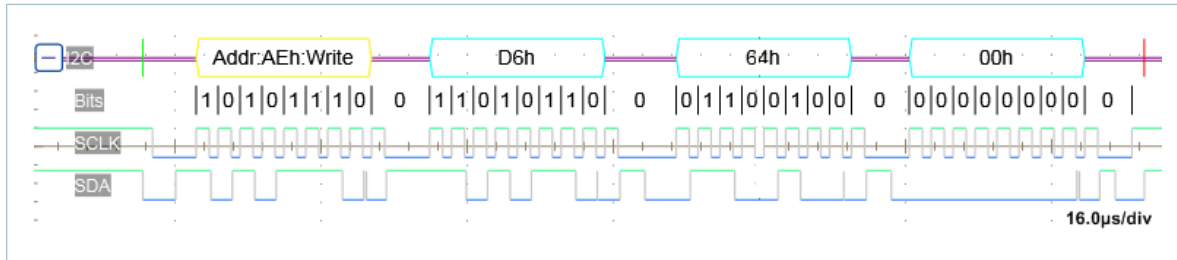 I2C Addr:AEh:Write D6h 64h 00h
Bits 1 0 1 0 1 1 1 0 0 1 1 0 1 0 1 1 0 0 0 1 1 0 0 1 0 0 0 0 0 0 0 0 0 0 0 0
SCLK
SDA
16.0µs/div